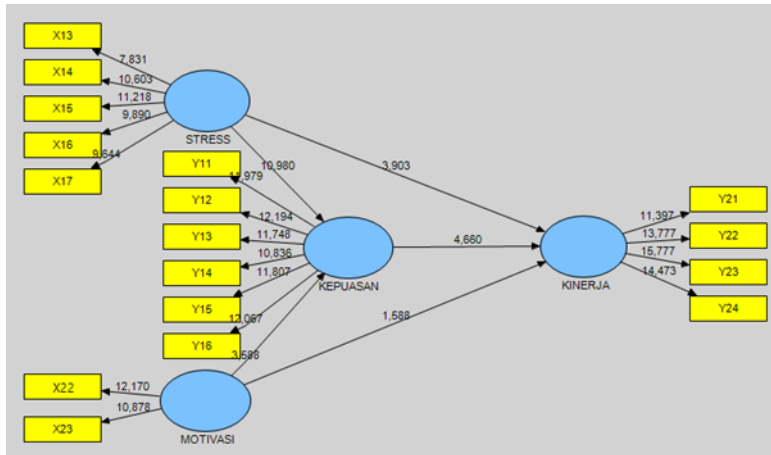 X13
7,831
X14
10,603
X15
11,218
X16
9,890
X17
9,644
STRESS
Y11
11,979
10,980
3,903
Y12
12,194
Y13
11,748
Y14
10,836
Y15
11,807
Y16
12,067
KEPUASAN
4,660
KINERJA
11,397
Y21
13,777
Y22
15,777
Y23
14,473
Y24
3,588
1,588
X22
12,170
X23
10,878
MOTIVASI